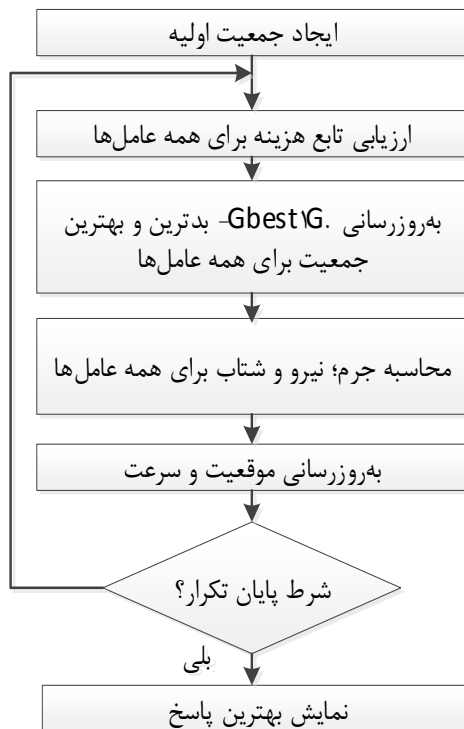 ایجاد جمعیت اولیه
ارزیابی تابع هزینه برای همه عامل‌ها
به‌روزرسانی .Gbest۱G- بدترین و بهترین
جمعیت برای همه عامل‌ها
محاسبه جرم؛ نیرو و شتاب برای همه عامل‌ها
به‌روزرسانی موقعیت و سرعت
شرط پایان تکرار؟
بلی
نمایش بهترین پاسخ